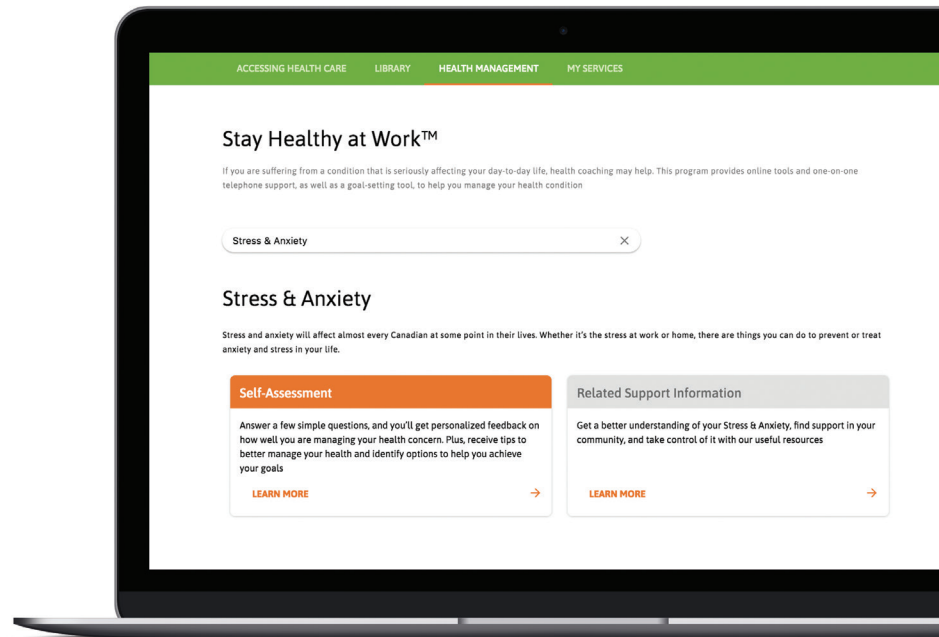 ACCESSING HEALTH CARE LIBRARY HEALTH MANAGEMENT MY SERVICES
Stay Healthy at Work™
If you are suffering from a condition that is seriously affecting your day-to-day life, health coaching may help. This program provides online tools and one-on-one
telephone support, as well as a goal-setting tool, to help you manage your health condition
Stress & Anxiety
Stress & Anxiety
Stress and anxiety will affect almost every Canadian at some point in their lives. Whether it's the stress at work or home, there are things you can do to prevent or treat
anxiety and stress in your life.
Self-Assessment
Answer a few simple questions, and you'll get personalized feedback on
how well you are managing your health concern. Plus, receive tips to
better manage your health and identify options to help you achieve
your goals
LEARN MORE
Related Support Information
Get a better understanding of your Stress & Anxiety, find support in your
community, and take control of it with our useful resources
LEARN MORE